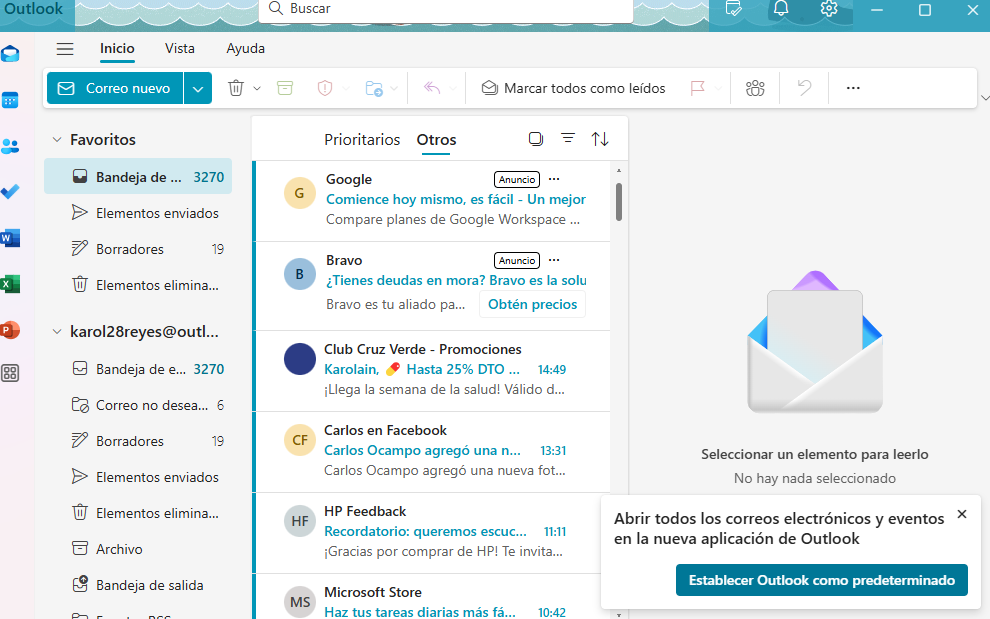 Outlook
Buscar
Inicio
Vista
Ayuda
Correo nuevo
Marcar todos como leídos
Favoritos
Bandeja de ... 3270
Elementos enviados
Borradores 19
Elementos elimina...
karol28reyes@outl...
Bandeja de e... 3270
Correo no desea... 6
Borradores 19
Elementos enviados
Elementos elimina...
Archivo
Bandeja de salida
Prioritarios Otros
G
Google Anuncio
Comience hoy mismo, es fácil - Un mejor
Compare planes de Google Workspace ...
B
Bravo Anuncio
¿Tienes deudas en mora? Bravo es la solu
Bravo es tu aliado pa... Obtén precios
Club Cruz Verde - Promociones
Karolain, 💊 Hasta 25% DTO ... 14:49
¡Llega la semana de la salud! Válido d...
CF
Carlos en Facebook
Carlos Ocampo agregó una n... 13:31
Carlos Ocampo agregó una nueva fot...
HF
HP Feedback
Recordatorio: queremos escuc... 11:11
¡Gracias por comprar de HP! Te invita...
MS
Microsoft Store
Haz tus tareas diarias más fá... 10:42
Seleccionar un elemento para leerlo
No hay nada seleccionado
Abrir todos los correos electrónicos y eventos
en la nueva aplicación de Outlook
Establecer Outlook como predeterminado